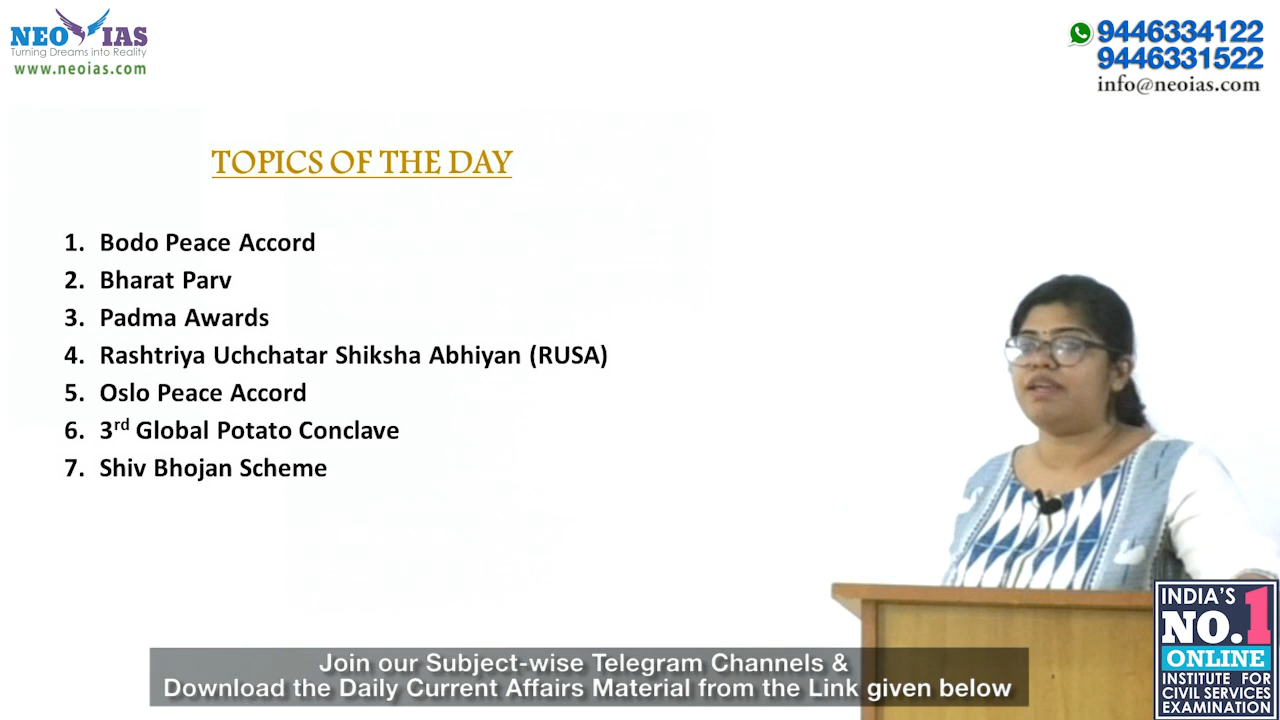 NEO IAS
Turning Dreams into Reality
www.neoias.com
9446334122
9446331522
info@neoias.com
TOPICS OF THE DAY
1. Bodo Peace Accord
2. Bharat Parv
3. Padma Awards
4. Rashtriya Uchchatar Shiksha Abhiyan (RUSA)
5. Oslo Peace Accord
6. 3rd Global Potato Conclave
7. Shiv Bhojan Scheme
INDIA'S
NO.1
ONLINE
INSTITUTE FOR
CIVIL SERVICES
EXAMINATION
Join our Subject-wise Telegram Channels &
Download the Daily Current Affairs Material from the Link given below